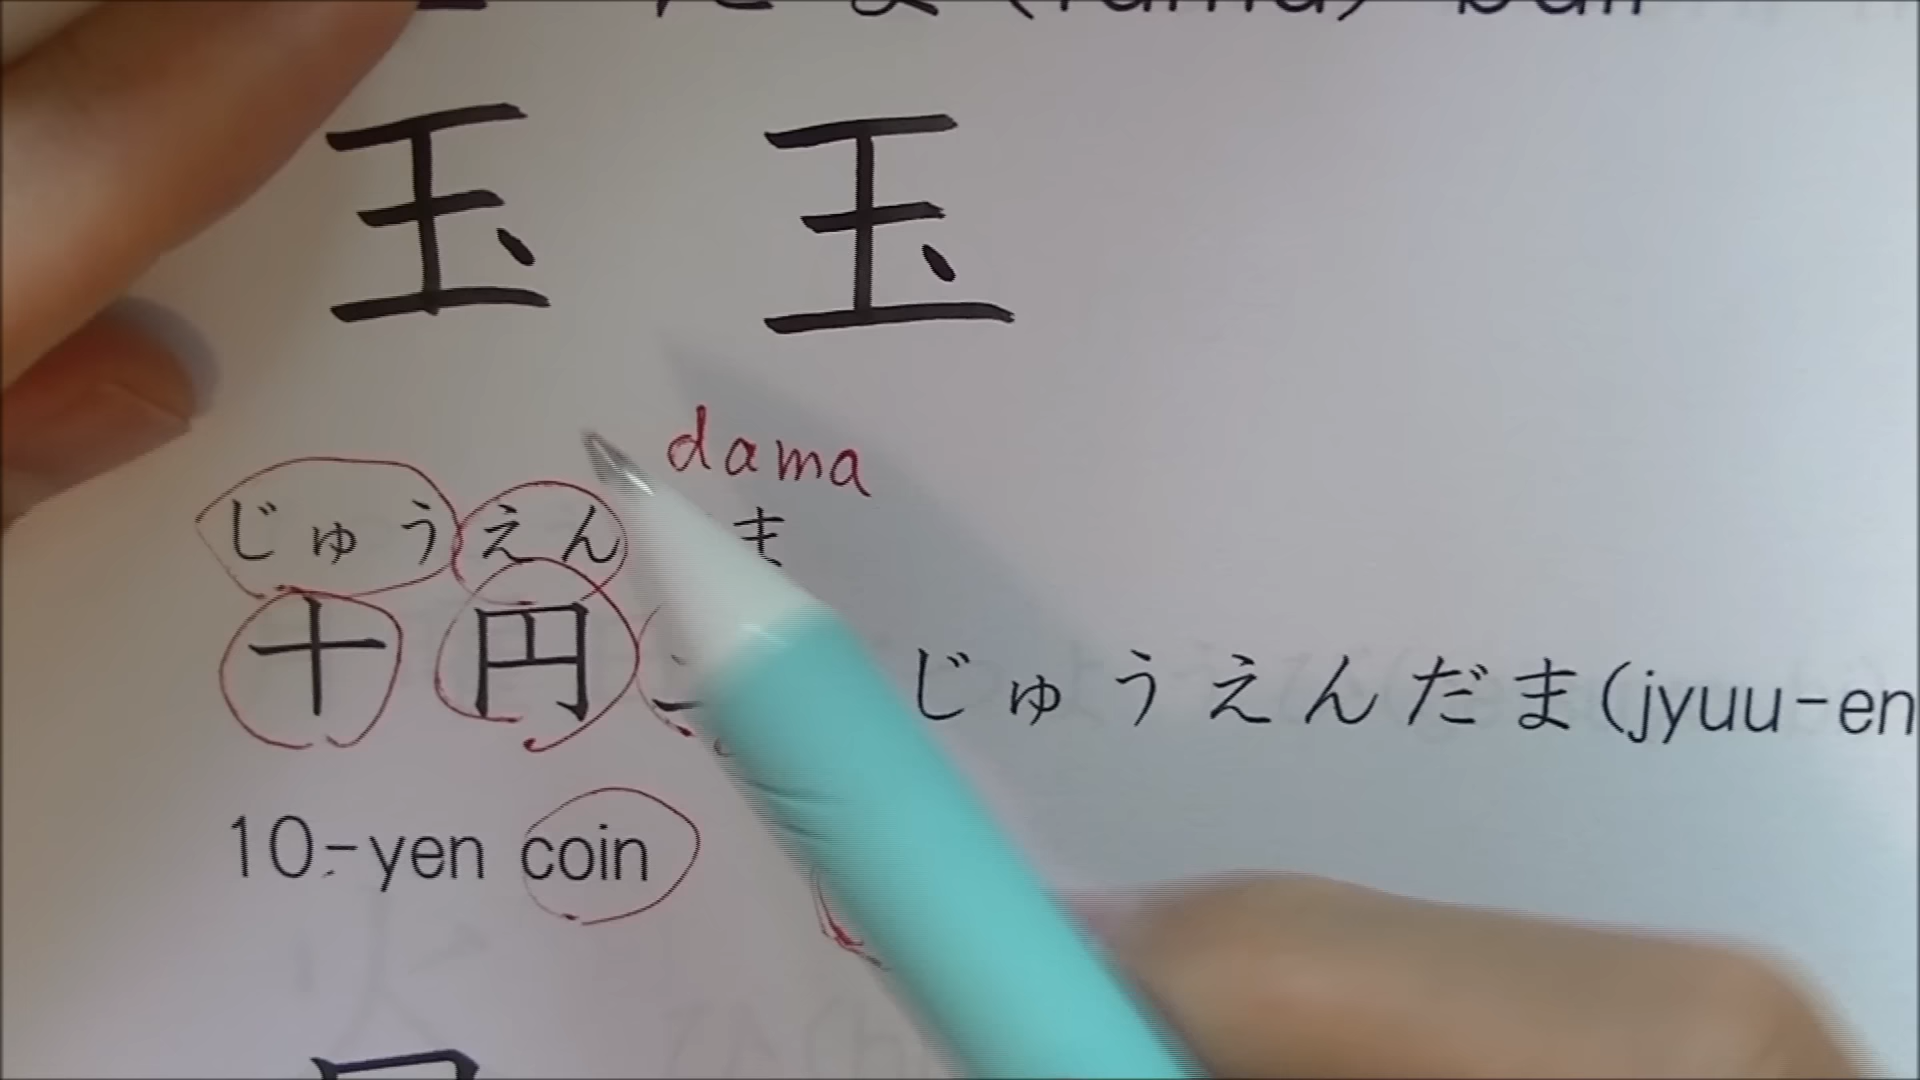 玉 玉
dama
じゅうえん ま
十円 じゅうえんだま(jyuu-en
10-yen coin